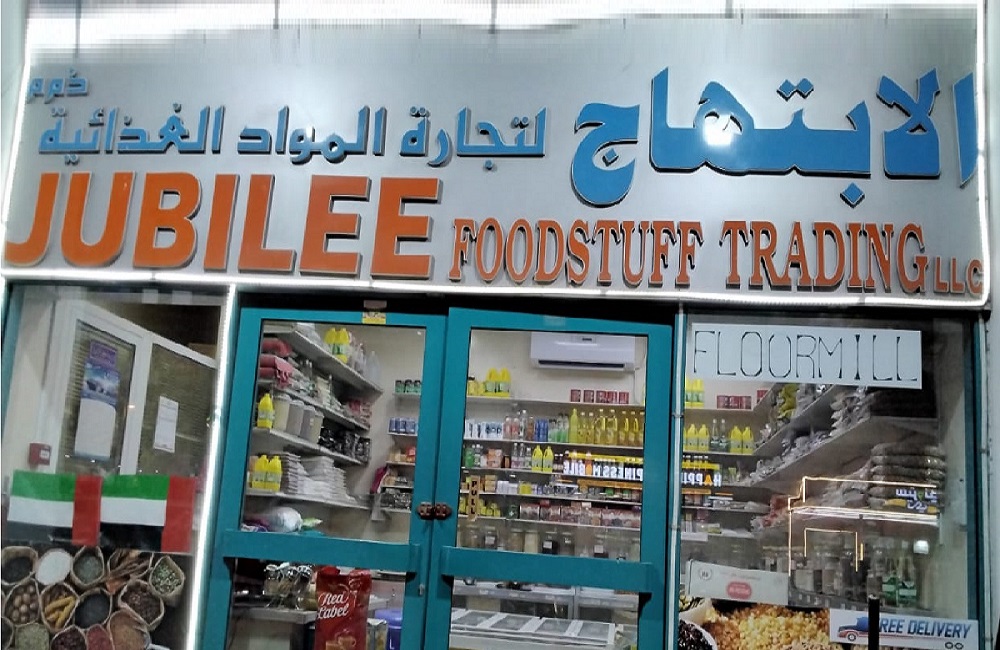 الابتهاج لتجارة المواد الغذائية ذ م م
JUBILEE FOODSTUFF TRADING LLC
FLOORMILL
Red Label
FREE DELIVERY